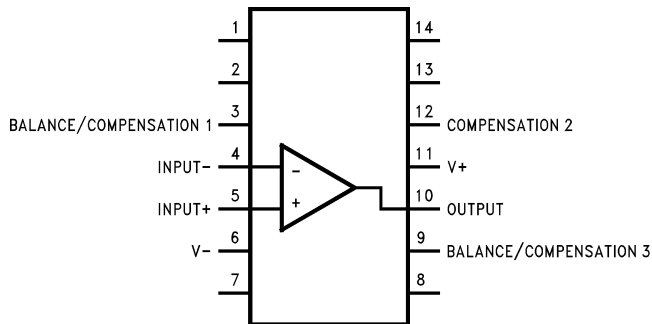 1 14
2 13
BALANCE/COMPENSATION 1 3 12 COMPENSATION 2
INPUT- 4 - 11 V+
INPUT+ 5 + 10 OUTPUT
V- 6 9 BALANCE/COMPENSATION 3
7 8